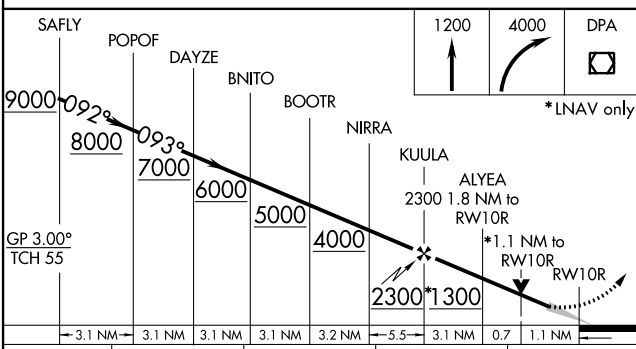 SAFLY
POPOF
DAYZE
BNITO
BOOTR
NIRRA
KUULA
ALYEA
2300 1.8 NM to
RW10R
*1.1 NM to
RW10R
RW10R
1200
4000
DPA
*LNAV only
9000
092°
8000
093°
7000
6000
5000
4000
2300
*1300
GP 3.00°
TCH 55
3.1 NM
3.1 NM
3.1 NM
3.1 NM
3.2 NM
5.5
3.1 NM
0.7
1.1 NM